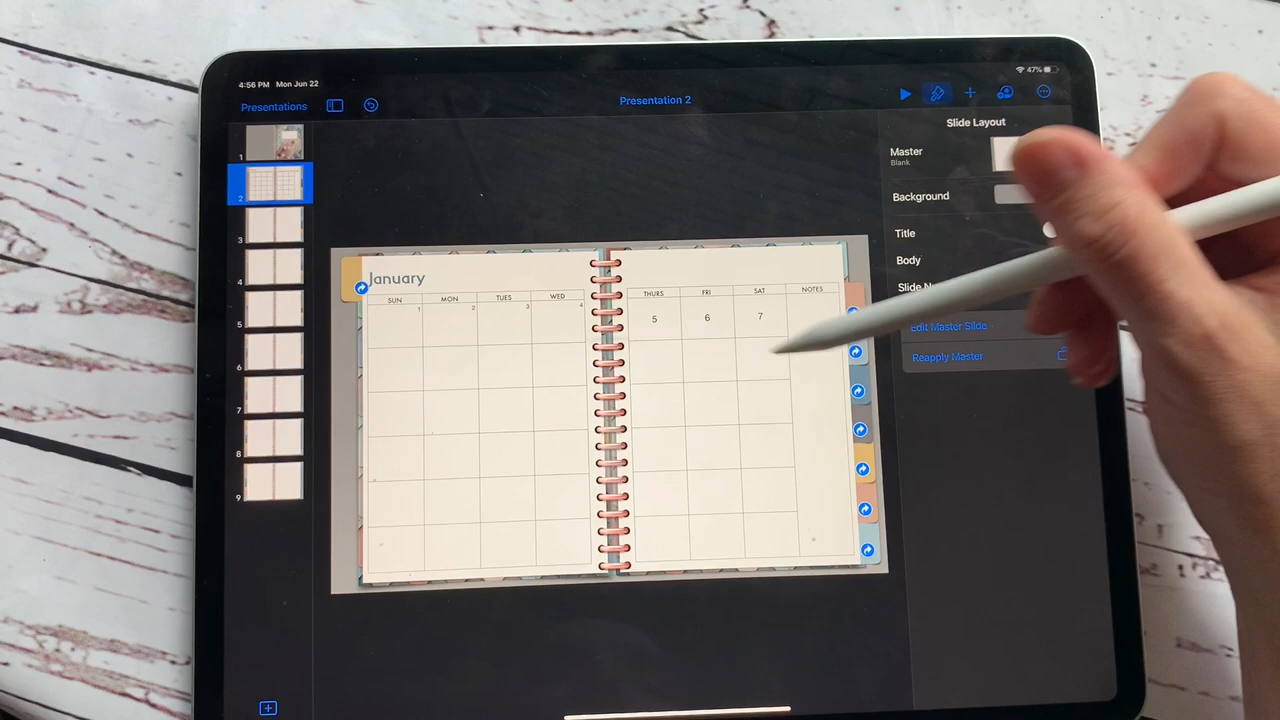 4:56 PM Mon Jun 22
47%
Presentations
Presentation 2
Slide Layout
Master
Blank
Background
Title
Body
Edit Master Slide
Reapply Master
1
2
3
4
5
6
7
8
9
January
SUN MON TUES WED THURS FRI SAT NOTES
1 2 3 4 5 6 7